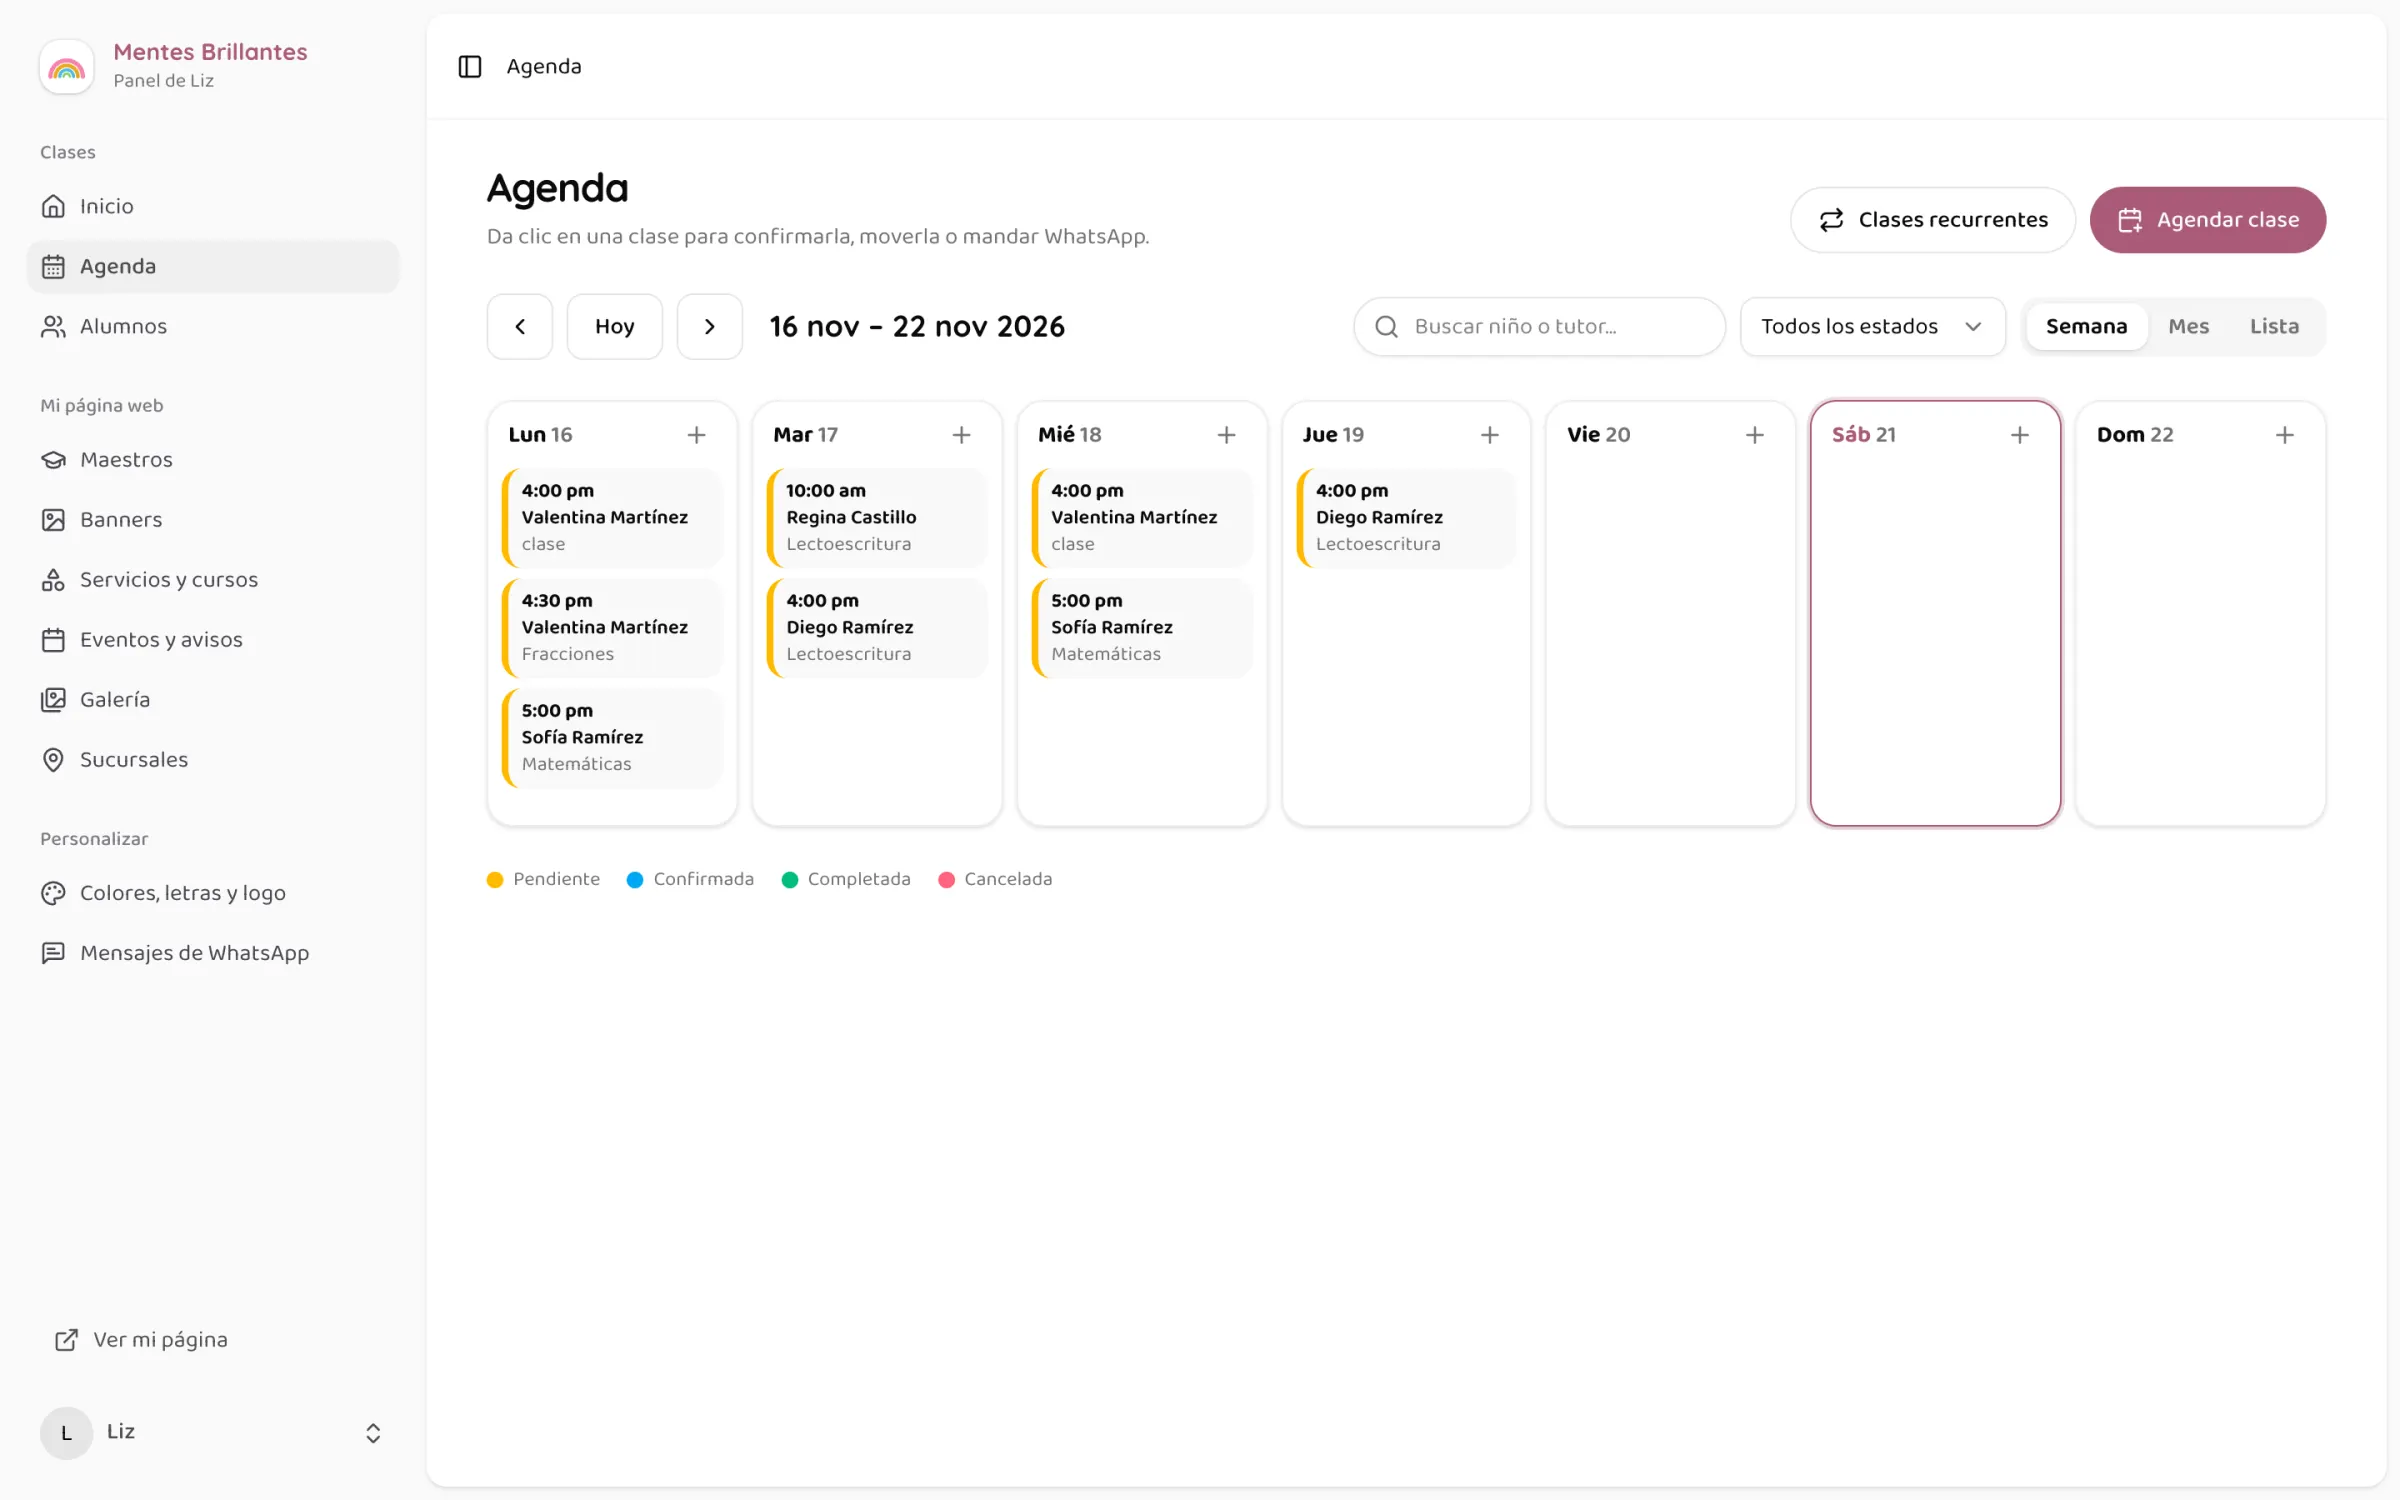 Mentes Brillantes
Panel de Liz
Clases
Inicio
Agenda
Alumnos
Mi página web
Maestros
Banners
Servicios y cursos
Eventos y avisos
Galería
Sucursales
Personalizar
Colores, letras y logo
Mensajes de WhatsApp
Ver mi página
L
Liz
Agenda
Agenda
Da clic en una clase para confirmarla, moverla o mandar WhatsApp.
Clases recurrentes
Agendar clase
Hoy
16 nov – 22 nov 2026
Buscar niño o tutor...
Todos los estados
Semana
Mes
Lista
Lun 16
4:00 pm
Valentina Martínez
clase
4:30 pm
Valentina Martínez
Fracciones
5:00 pm
Sofía Ramírez
Matemáticas
Mar 17
10:00 am
Regina Castillo
Lectoescritura
4:00 pm
Diego Ramírez
Lectoescritura
Mié 18
4:00 pm
Valentina Martínez
clase
5:00 pm
Sofía Ramírez
Matemáticas
Jue 19
4:00 pm
Diego Ramírez
Lectoescritura
Vie 20
Sáb 21
Dom 22
Pendiente
Confirmada
Completada
Cancelada